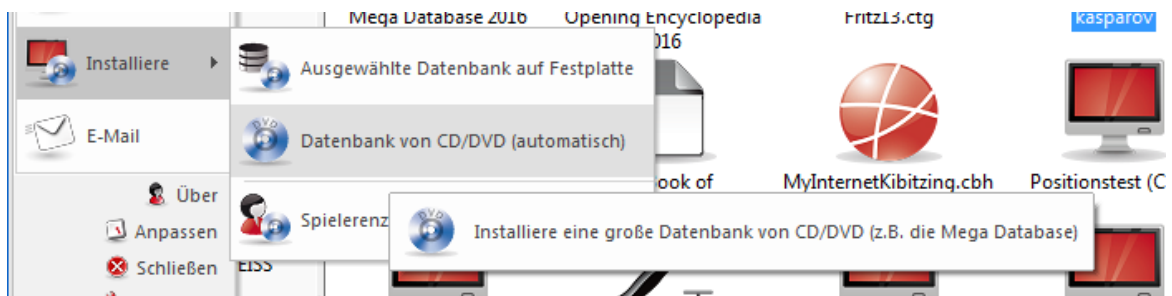 Mega Database 2016
Opening Encyclopedia
2016
Fritz13.ctg
kasparov
Installiere
Ausgewählte Datenbank auf Festplatte
E-Mail
Datenbank von CD/DVD (automatisch)
ook of
MyInternetKibitzing.cbh
Positionstest (C
Über
Spielerenz
Installiere eine große Datenbank von CD/DVD (z.B. die Mega Database)
Anpassen
Schließen
EISS